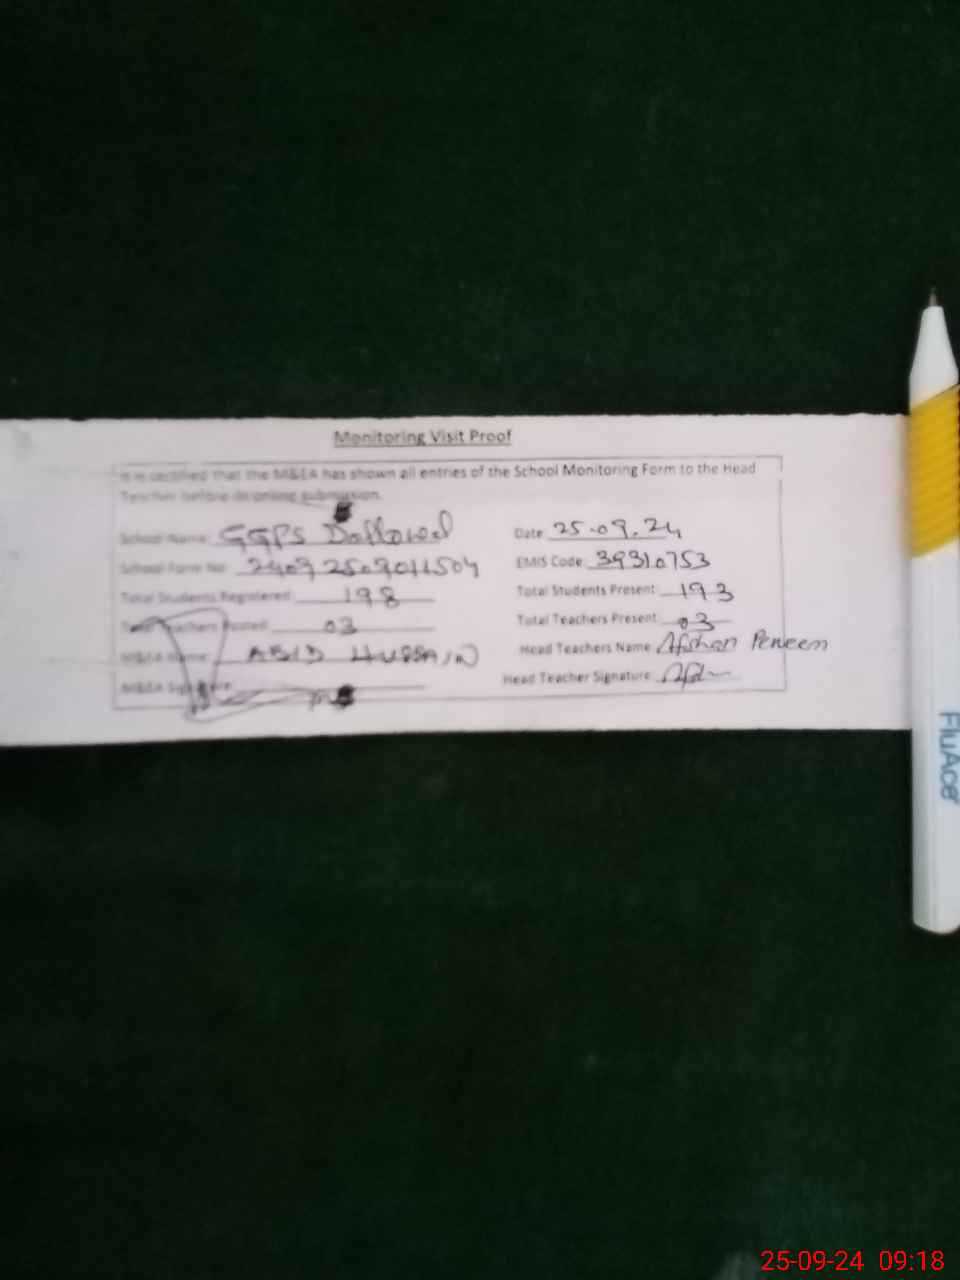 Monitoring Visit Proof
It is certified that the M&EA has shown all entries of the School Monitoring Form to the Head
Teacher before its online submission.
School Name: GGPS
Date: 25-09-24
School Form No:
EMIS Code: 39310753
Total Students Registered: 198
Total Students Present: 193
Total Teachers Posted: 03
Total Teachers Present: 03
M&EA Name: ABID HUSSAIN
Head Teachers Name: Afshan Perveen
M&EA Signature:
Head Teacher Signature:
FluAce
25-09-24 09:18